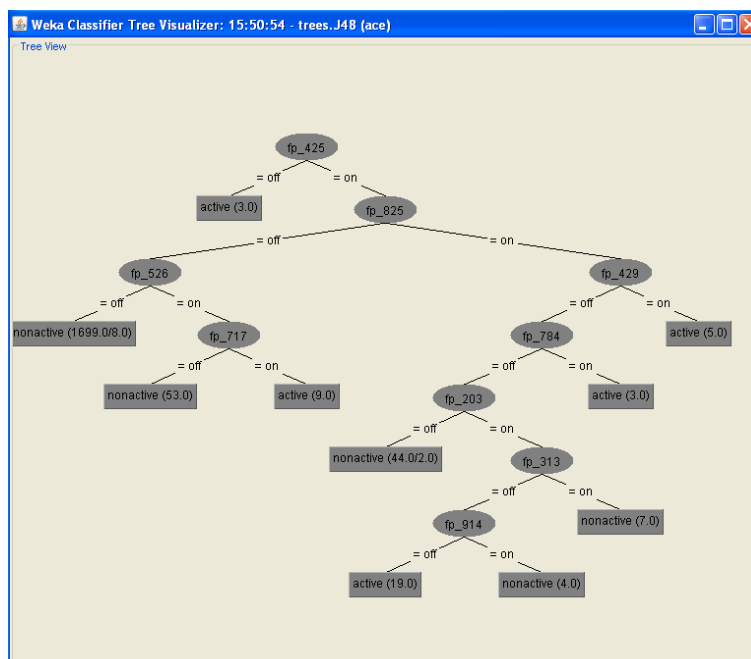 Weka Classifier Tree Visualizer: 15:50:54 - trees.J48 (ace)
Tree View
fp_425
= off = on
active (3.0) fp_825
= off = on
fp_526 fp_429
= off = on = off = on
nonactive (1699.0/8.0) fp_717 fp_784 active (5.0)
= off = on = off = on
nonactive (53.0) active (9.0) fp_203 active (3.0)
= off = on
nonactive (44.0/2.0) fp_313
= off = on
fp_914 nonactive (7.0)
= off = on
active (19.0) nonactive (4.0)